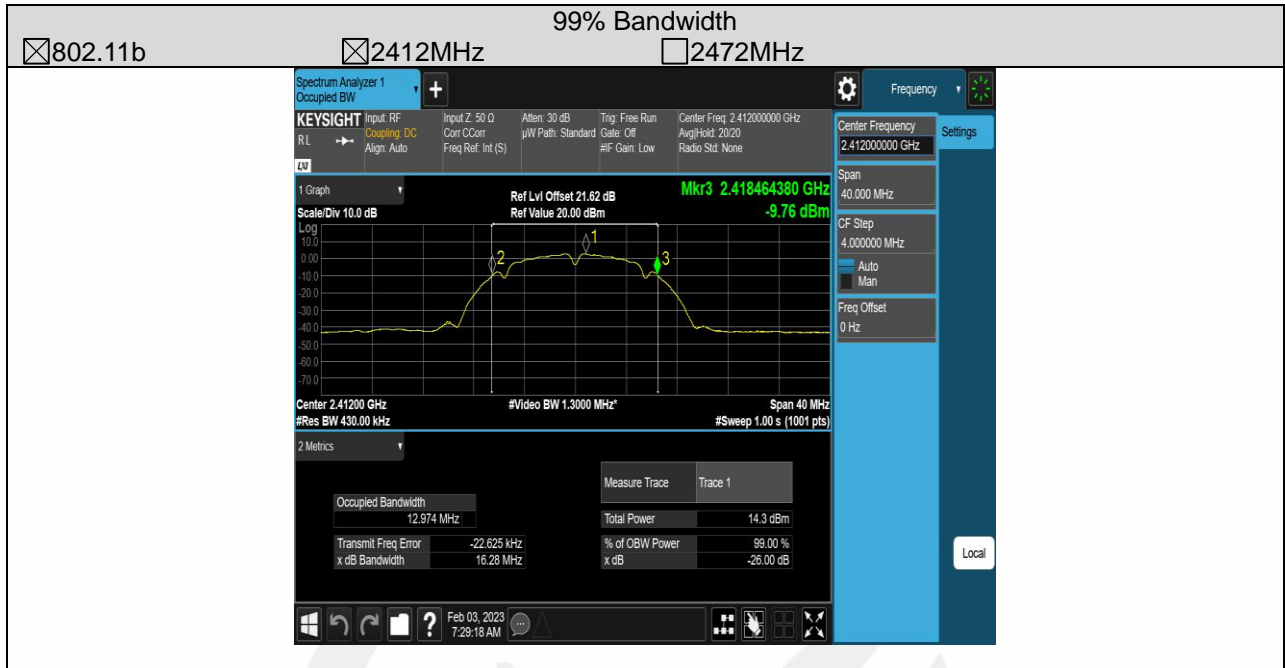 99% Bandwidth
☒802.11b ☒2412MHz ☐2472MHz
Spectrum Analyzer 1
Occupied BW
+
Frequency
KEYSIGHT Input: RF Input Z: 50 Ω Atten: 30 dB Trig: Free Run Center Freq: 2.412000000 GHz
RL Coupling: DC Corr CCorr µW Path: Standard Gate: Off Avg|Hold: 20/20
Align: Auto Freq Ref: Int (S) #IF Gain: Low Radio Std: None
LXI
Center Frequency
2.412000000 GHz
Settings
Span
40.000 MHz
CF Step
4.000000 MHz
Auto
Man
Freq Offset
0 Hz
Local
1 Graph Ref Lvl Offset 21.62 dB Mkr3 2.418464380 GHz
Scale/Div 10.0 dB Ref Value 20.00 dBm -9.76 dBm
Log
10.0
0.00
-10.0
-20.0
-30.0
-40.0
-50.0
-60.0
-70.0
1
2
3
Center 2.41200 GHz #Video BW 1.3000 MHz* Span 40 MHz
#Res BW 430.00 kHz #Sweep 1.00 s (1001 pts)
2 Metrics
Measure Trace Trace 1
Occupied Bandwidth
12.974 MHz Total Power 14.3 dBm
Transmit Freq Error -22.625 kHz % of OBW Power 99.00 %
x dB Bandwidth 16.28 MHz x dB -26.00 dB
? Feb 03, 2023
7:29:18 AM